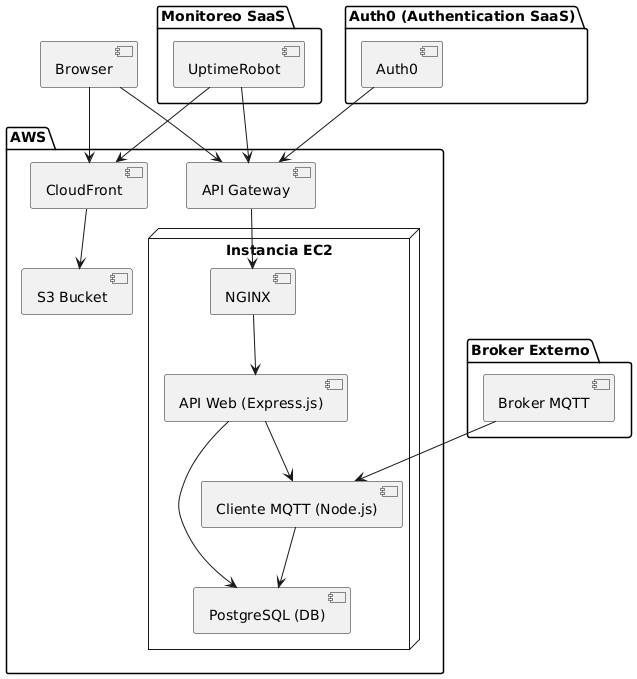 Monitoreo SaaS
Auth0 (Authentication SaaS)
Browser
UptimeRobot
Auth0
AWS
CloudFront
API Gateway
Instancia EC2
S3 Bucket
NGINX
Broker Externo
API Web (Express.js)
Broker MQTT
Cliente MQTT (Node.js)
PostgreSQL (DB)